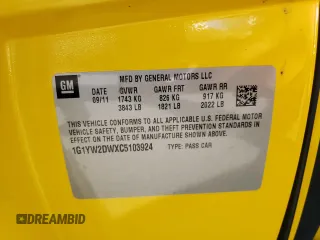 GM
MFD BY GENERAL MOTORS LLC
DATE GVWR GAWR FRT GAWR RR
09/11 1743 KG 826 KG 917 KG
3843 LB 1821 LB 2022 LB
THIS VEHICLE CONFORMS TO ALL APPLICABLE U.S. FEDERAL MOTOR
VEHICLE SAFETY, BUMPER, AND THEFT PREVENTION STANDARDS IN
EFFECT ON THE DATE OF MANUFACTURE SHOWN ABOVE.
1G1YW2DWXC5103924 TYPE: PASS CAR
DREAMBID